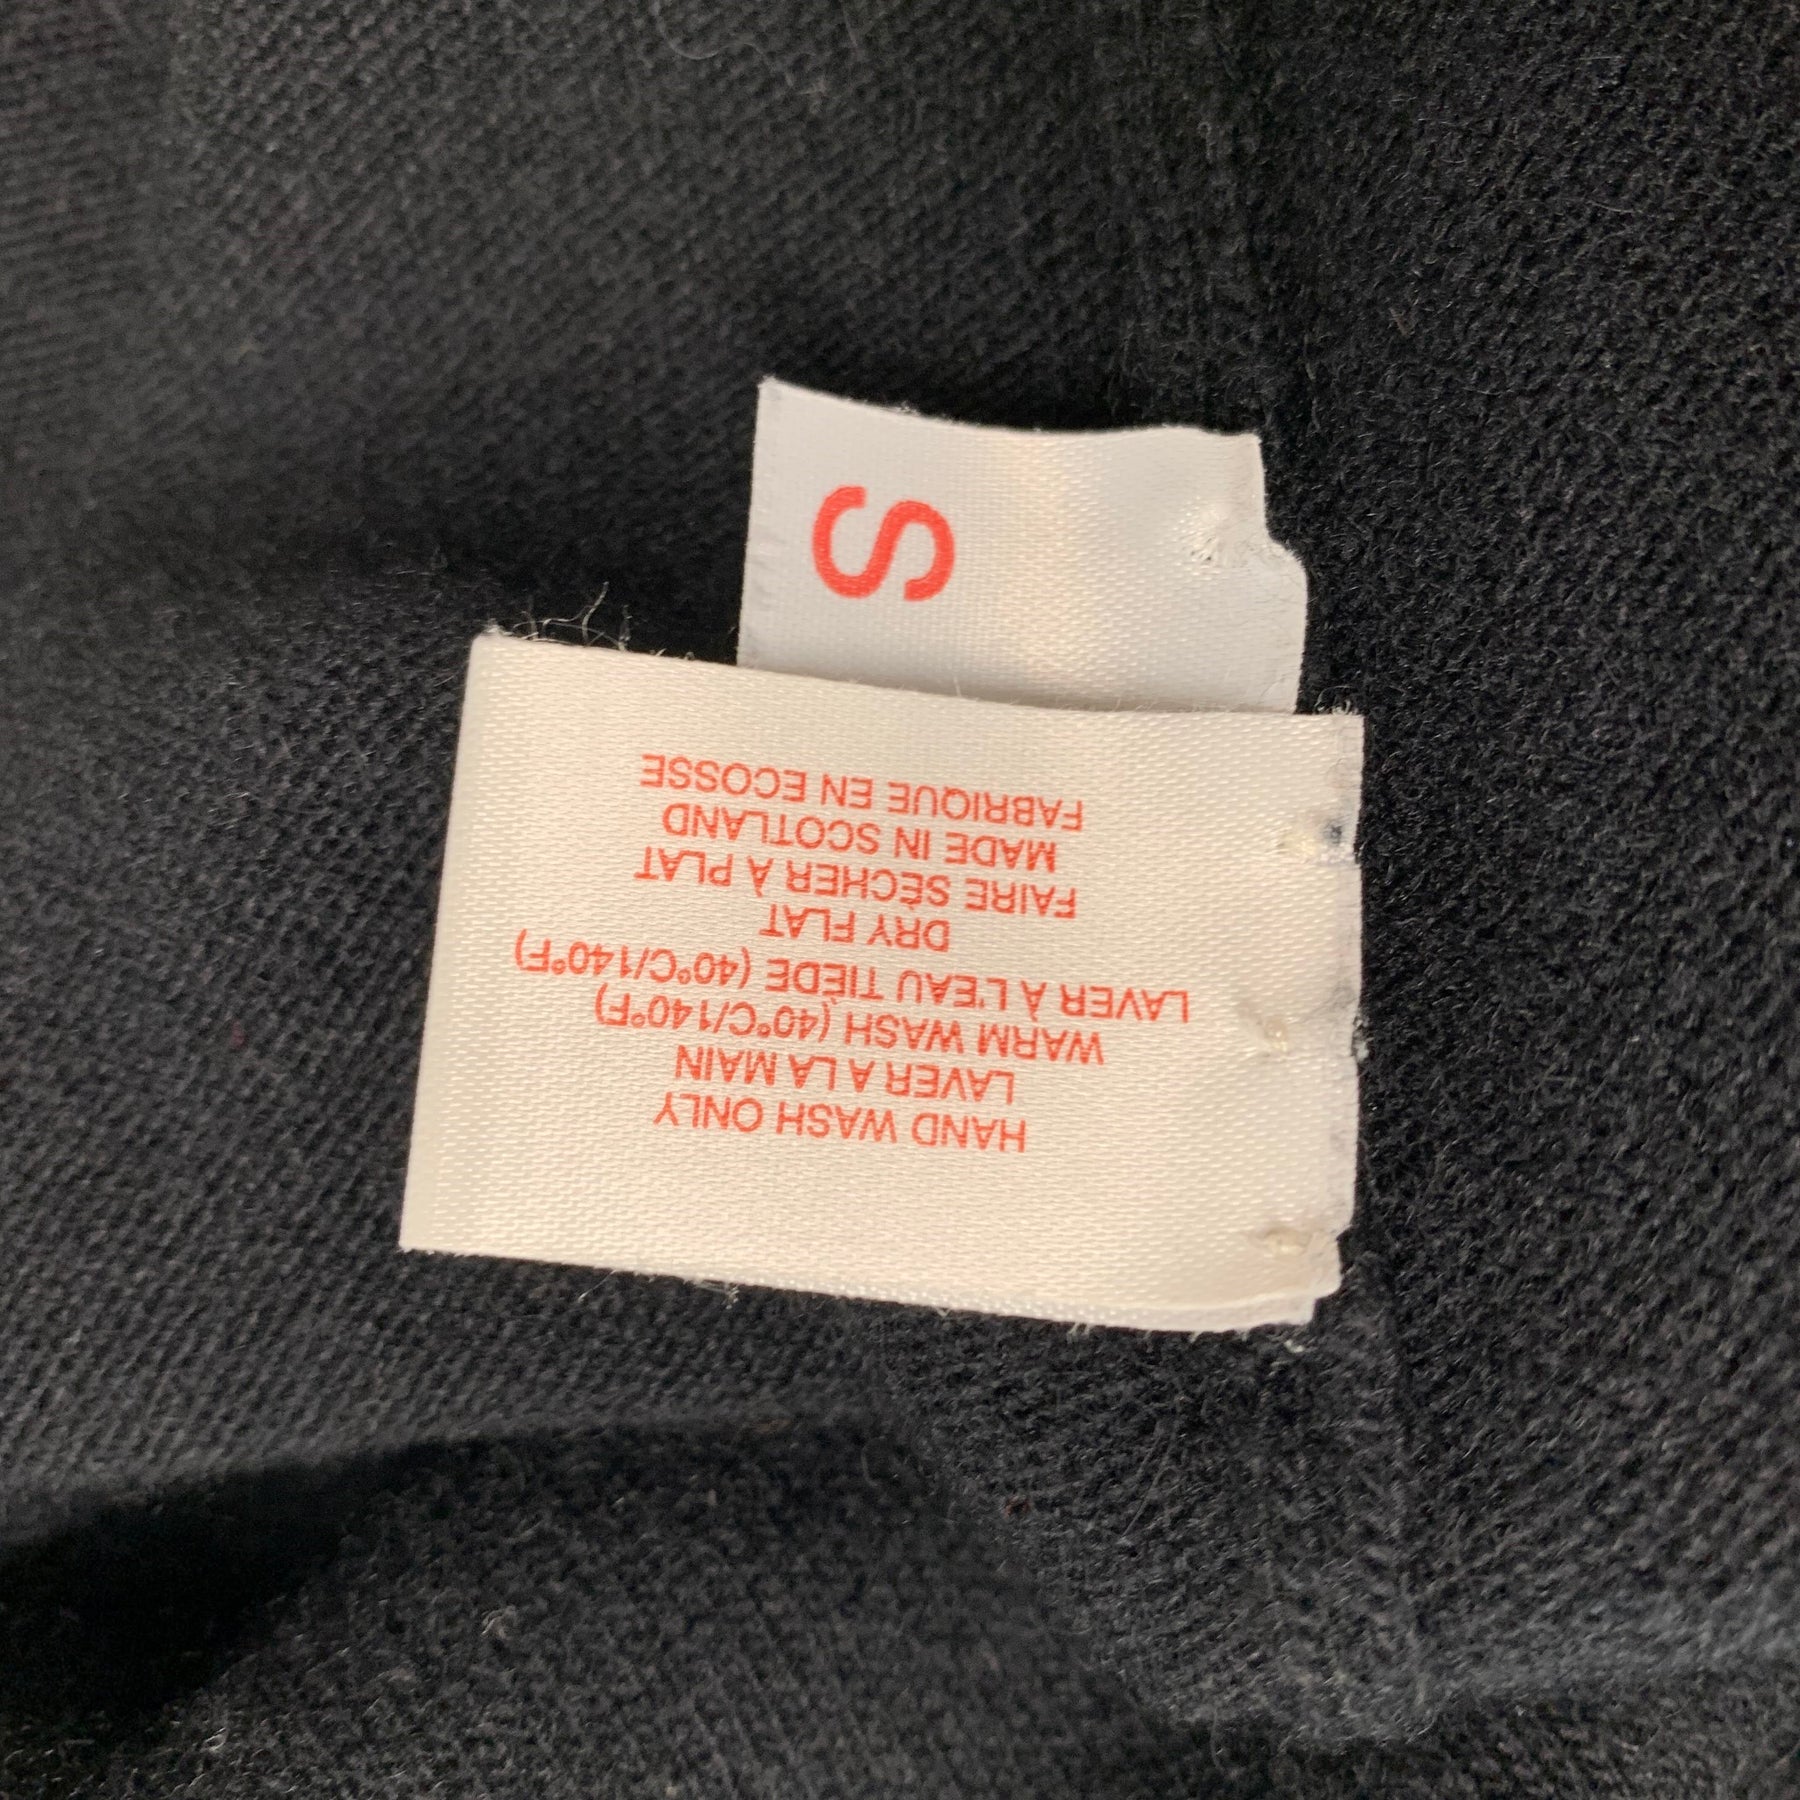 S
HAND WASH ONLY
LAVER A LA MAIN
WARM WASH (40°C/140°F)
LAVER À L'EAU TIÈDE (40°C/140°F)
DRY FLAT
FAIRE SÉCHER À PLAT
MADE IN SCOTLAND
FABRIQUE EN ECOSSE